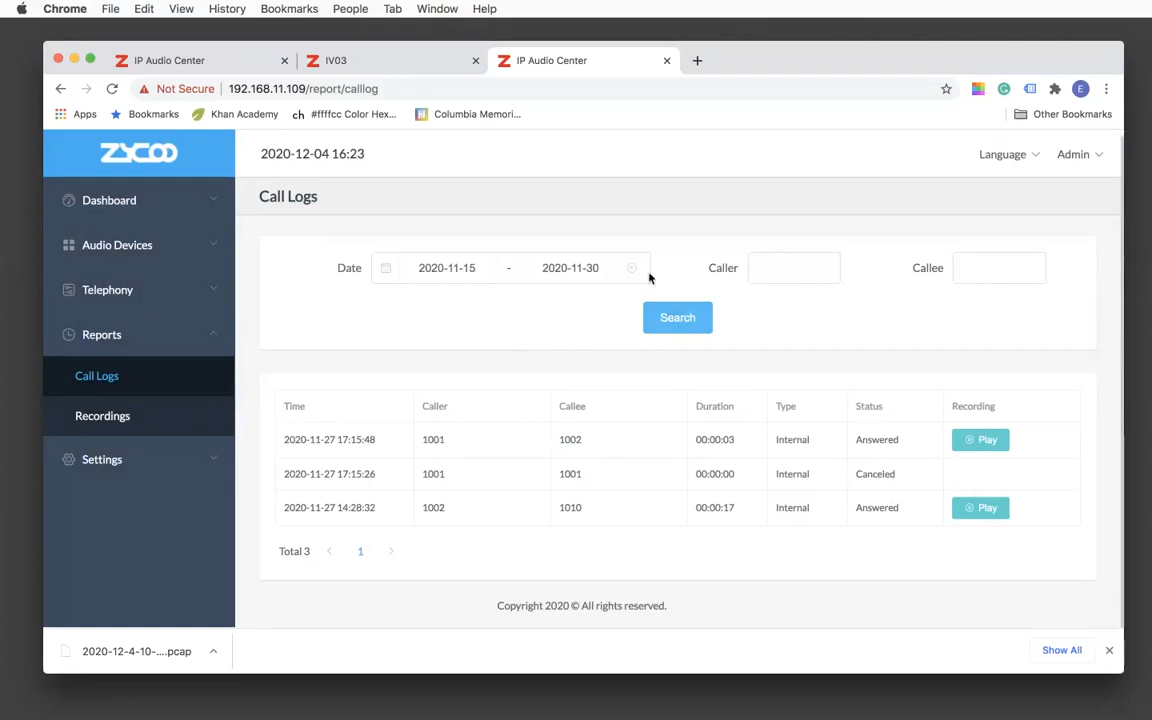 Chrome File Edit View History Bookmarks People Tab Window Help
IP Audio Center IV03 IP Audio Center
Not Secure 192.168.11.109/report/calllog E
Apps Bookmarks Khan Academy ch #ffffcc Color Hex... Columbia Memori... Other Bookmarks
ZYCOO 2020-12-04 16:23 Language Admin
Dashboard
Audio Devices
Telephony
Reports
Call Logs
Recordings
Settings
Call Logs
Date 2020-11-15 - 2020-11-30 Caller Callee
Search
Time Caller Callee Duration Type Status Recording
2020-11-27 17:15:48 1001 1002 00:00:03 Internal Answered Play
2020-11-27 17:15:26 1001 1001 00:00:00 Internal Canceled
2020-11-27 14:28:32 1002 1010 00:00:17 Internal Answered Play
Total 3 1
Copyright 2020 © All rights reserved.
2020-12-4-10-....pcap Show All